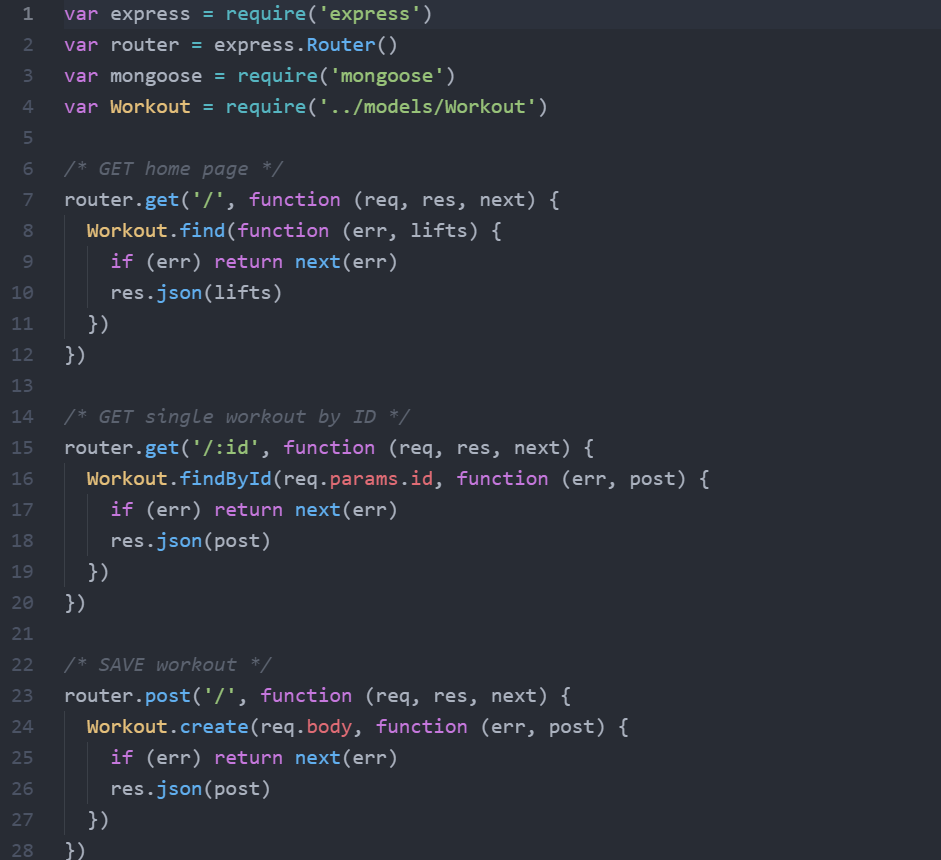 1 var express = require('express')
2 var router = express.Router()
3 var mongoose = require('mongoose')
4 var Workout = require('../models/Workout')
5
6 /* GET home page */
7 router.get('/', function (req, res, next) {
8   Workout.find(function (err, lifts) {
9     if (err) return next(err)
10     res.json(lifts)
11   })
12 })
13
14 /* GET single workout by ID */
15 router.get('/:id', function (req, res, next) {
16   Workout.findById(req.params.id, function (err, post) {
17     if (err) return next(err)
18     res.json(post)
19   })
20 })
21
22 /* SAVE workout */
23 router.post('/', function (req, res, next) {
24   Workout.create(req.body, function (err, post) {
25     if (err) return next(err)
26     res.json(post)
27   })
28 })